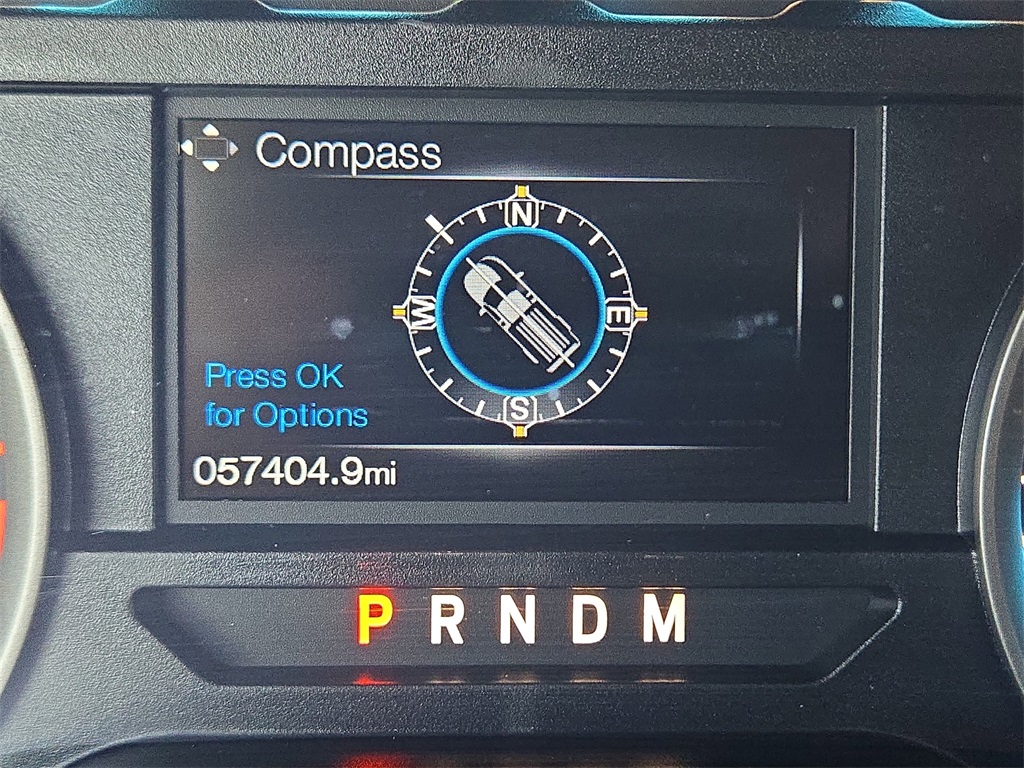 Compass
N
W
E
S
Press OK
for Options
057404.9mi
P R N D M